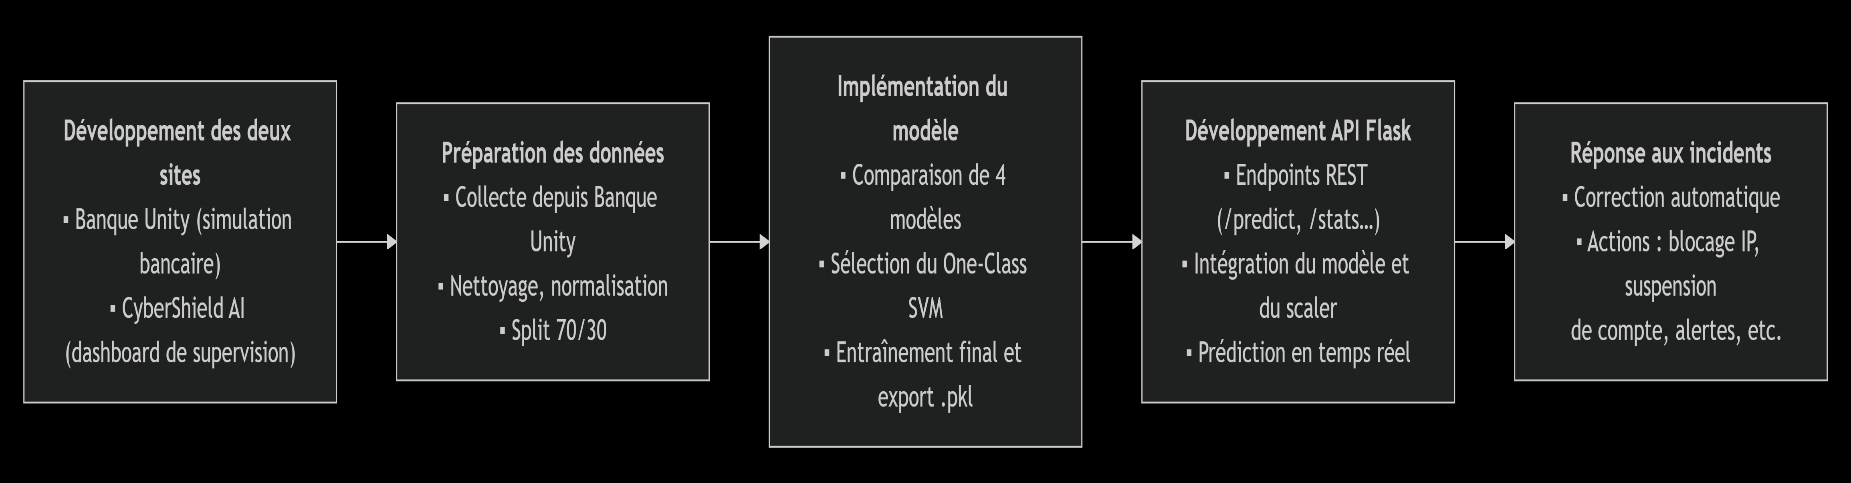 Développement des deux
sites
▪ Banque Unity (simulation
bancaire)
▪ CyberShield AI
(dashboard de supervision)
Préparation des données
▪ Collecte depuis Banque
Unity
▪ Nettoyage, normalisation
▪ Split 70/30
Implémentation du
modèle
▪ Comparaison de 4
modèles
▪ Sélection du One-Class
SVM
▪ Entraînement final et
export .pkl
Développement API Flask
▪ Endpoints REST
(/predict, /stats…)
▪ Intégration du modèle et
du scaler
▪ Prédiction en temps réel
Réponse aux incidents
▪ Correction automatique
▪ Actions : blocage IP,
suspension
de compte, alertes, etc.